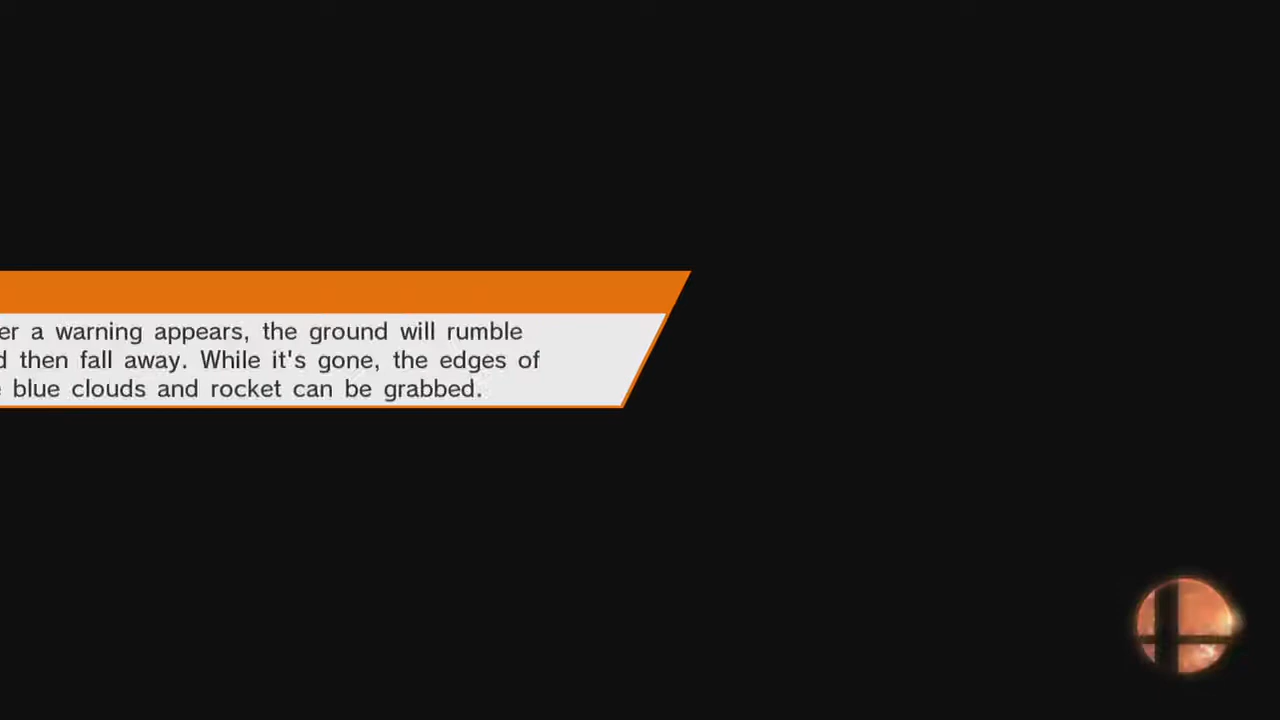 er a warning appears, the ground will rumble
d then fall away. While it's gone, the edges of
e blue clouds and rocket can be grabbed.